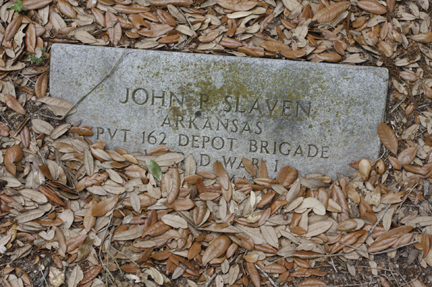 JOHN P SLAVEN
ARKANSAS
PVT 162 DEPOT BRIGADE
D WAR I